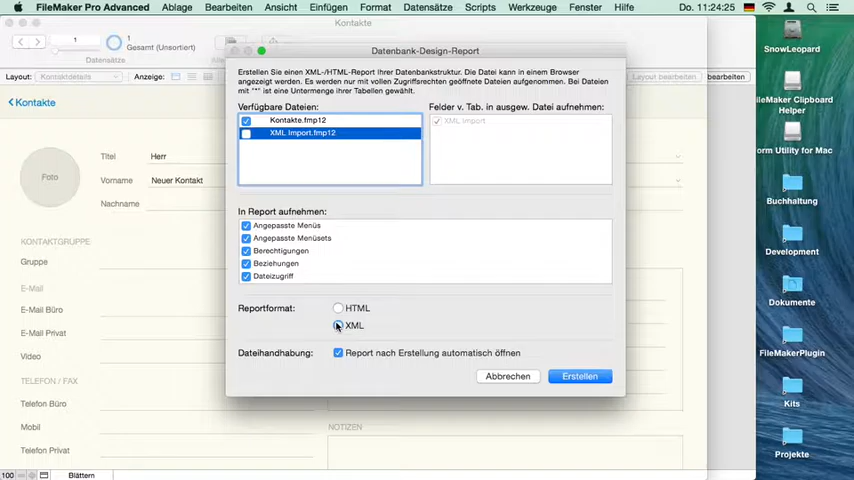 FileMaker Pro Advanced Ablage Bearbeiten Ansicht Einfügen Format Datensätze Scripts Werkzeuge Fenster Hilfe Do. 11:24:25
Kontakte
1
Gesamt (Unsortiert)
Datensätze
Layout: Kontaktdetails Anzeige: Layout bearbeiten bearbeiten
Kontakte
Foto
Titel Herr
Vorname Neuer Kontakt
Nachname
KONTAKTGRUPPE
Gruppe
E-Mail
E-Mail Büro
E-Mail Privat
Video
TELEFON / FAX
Telefon Büro
Mobil
Telefon Privat
NOTIZEN
100 Blättern
Datenbank-Design-Report
Erstellen Sie einen XML-/HTML-Report Ihrer Datenbankstruktur. Die Datei kann in einem Browser
angezeigt werden. Es werden nur mit vollen Zugriffsrechten geöffnete Dateien aufgenommen. Bei Dateien
mit "*" ist eine Untermenge ihrer Tabellen gewählt.
Verfügbare Dateien: Felder v. Tab. in ausgew. Datei aufnehmen:
Kontakte.fmp12 XML Import
XML Import.fmp12
In Report aufnehmen:
Angepasste Menüs
Angepasste Menüsets
Berechtigungen
Beziehungen
Dateizugriff
Reportformat: HTML
XML
Dateihandhabung: Report nach Erstellung automatisch öffnen
Abbrechen Erstellen
SnowLeopard
FileMaker Clipboard
Helper
orm Utility for Mac
Buchhaltung
Development
Dokumente
FileMakerPlugin
Kits
Projekte